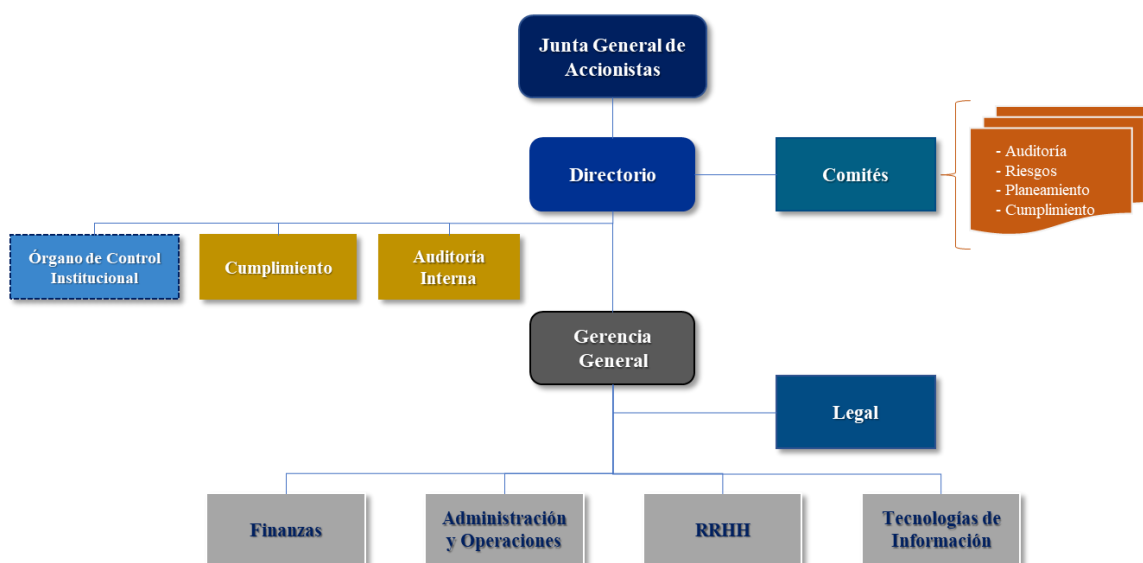 Junta General de
Accionistas
Directorio
Comités
- Auditoría
- Riesgos
- Planeamiento
- Cumplimiento
Órgano de Control
Institucional
Cumplimiento
Auditoría
Interna
Gerencia
General
Legal
Finanzas
Administración
y Operaciones
RRHH
Tecnologías de
Información